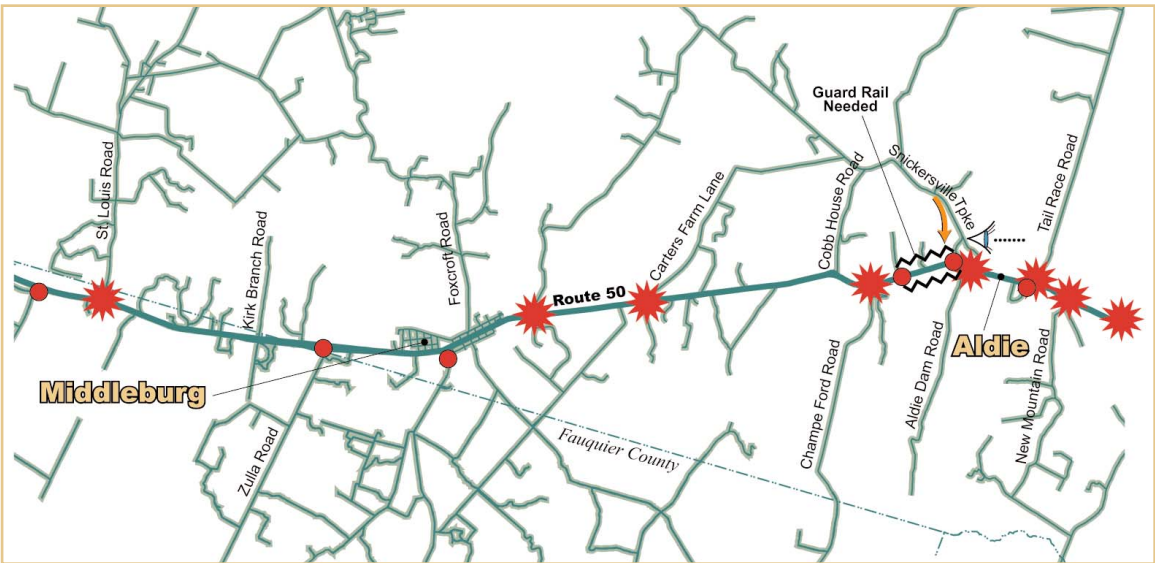 Guard Rail
Needed
St. Louis Road
Kirk Branch Road
Foxcroft Road
Carters Farm Lane
Cobb House Road
Snickersville Tpke
Tail Race Road
Route 50
Middleburg
Aldie
Zulla Road
Fauquier County
Champe Ford Road
Aldie Dam Road
New Mountain Road